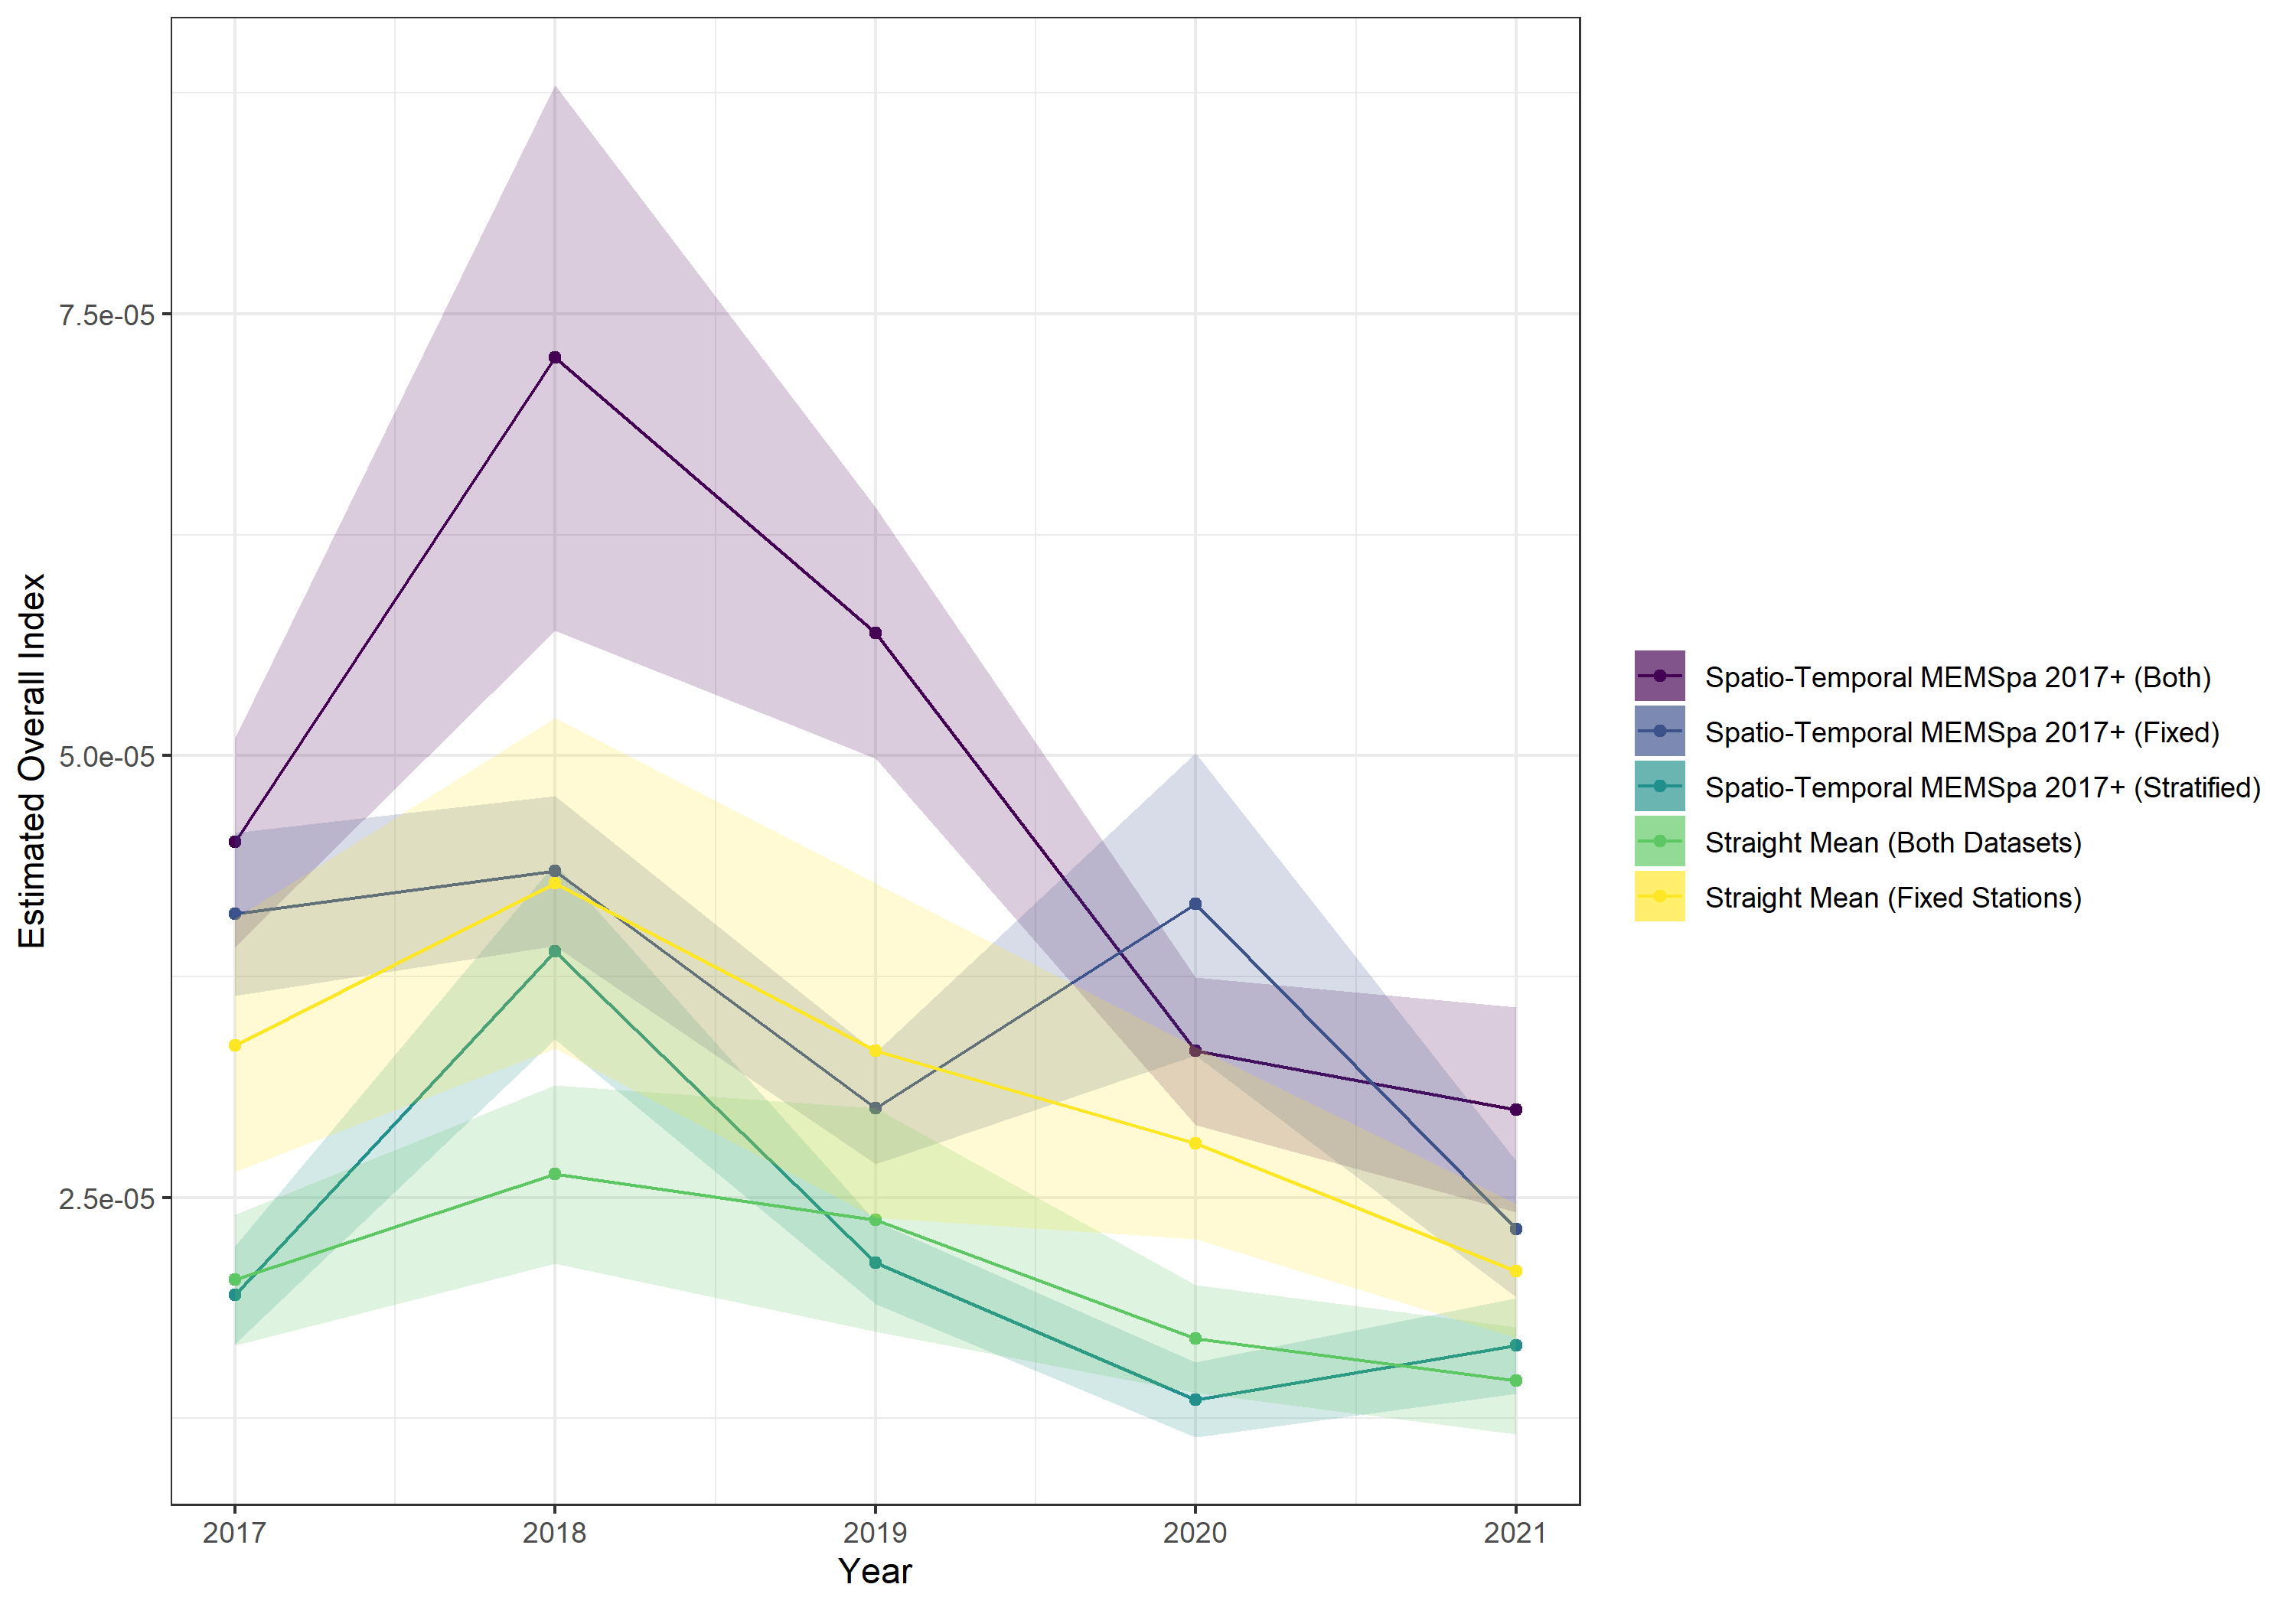 Estimated Overall Index
7.5e-05
5.0e-05
2.5e-05
2017
2018
2019
2020
2021
Year
Spatio-Temporal MEMSpa 2017+ (Both)
Spatio-Temporal MEMSpa 2017+ (Fixed)
Spatio-Temporal MEMSpa 2017+ (Stratified)
Straight Mean (Both Datasets)
Straight Mean (Fixed Stations)